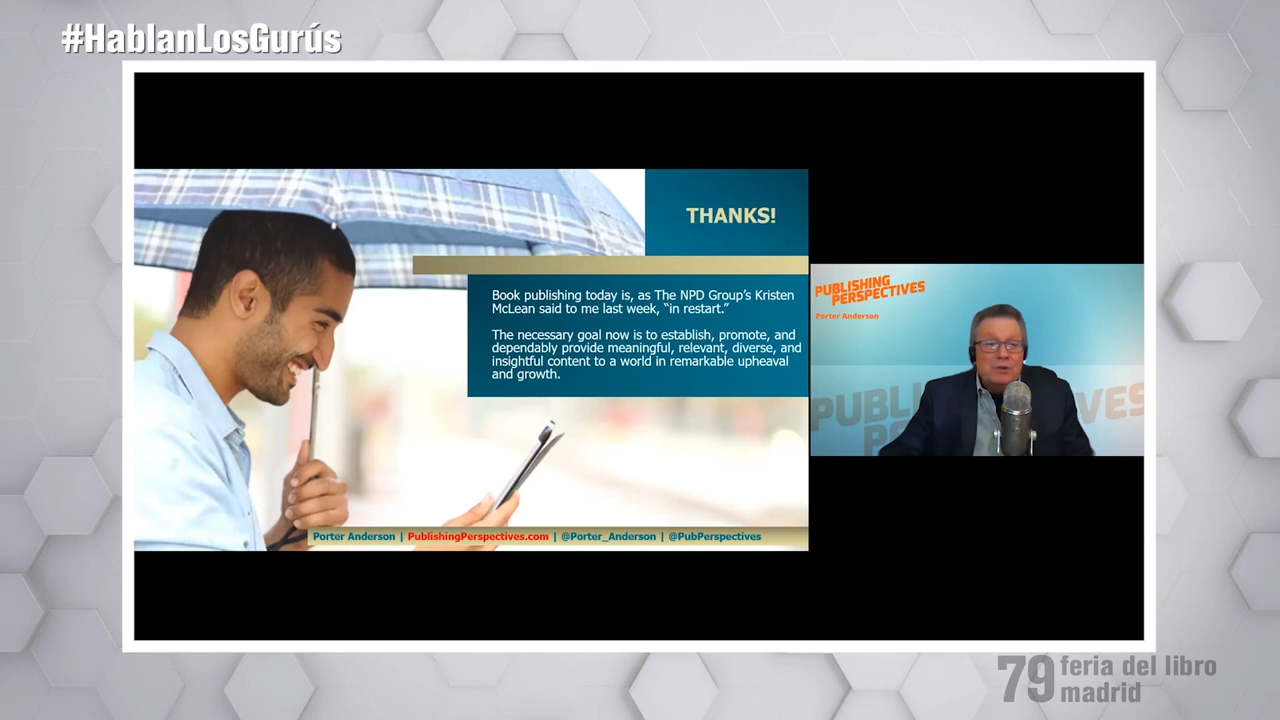 #HablanLosGurús
THANKS!
Book publishing today is, as The NPD Group’s Kristen
McLean said to me last week, “in restart.”
The necessary goal now is to establish, promote, and
dependably provide meaningful, relevant, diverse, and
insightful content to a world in remarkable upheaval
and growth.
Porter Anderson | PublishingPerspectives.com | @Porter_Anderson | @PubPerspectives
PUBLISHING
PERSPECTIVES
Porter Anderson
PUBL
VES
PE
79 feria del libro
madrid